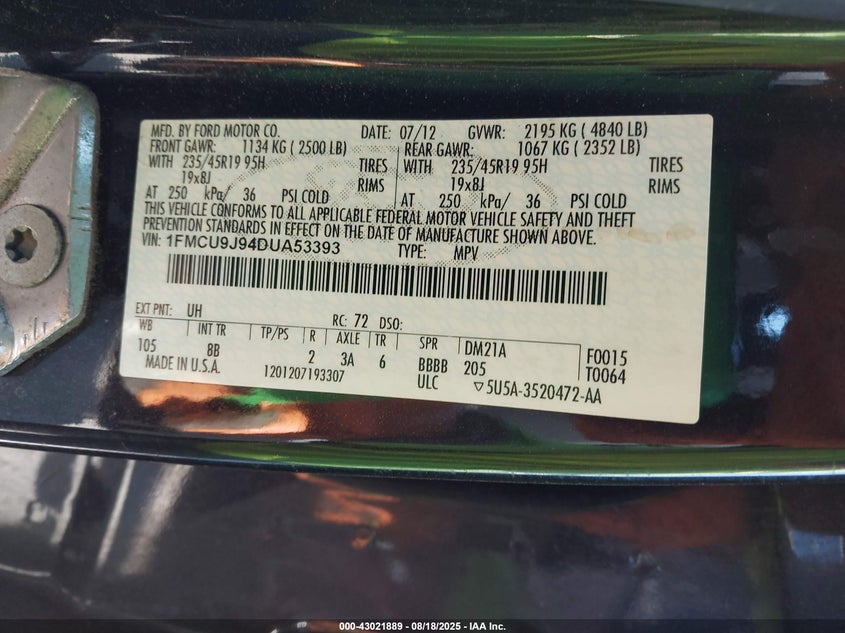 MFD. BY FORD MOTOR CO. DATE: 07/12 GVWR: 2195 KG ( 4840 LB)
FRONT GAWR: 1134 KG ( 2500 LB) REAR GAWR: 1067 KG ( 2352 LB)
WITH 235/45R19 95H TIRES WITH 235/45R19 95H TIRES
19x8J RIMS 19x8J RIMS
AT 250 kPa/ 36 PSI COLD AT 250 kPa/ 36 PSI COLD
THIS VEHICLE CONFORMS TO ALL APPLICABLE FEDERAL MOTOR VEHICLE SAFETY AND THEFT
PREVENTION STANDARDS IN EFFECT ON THE DATE OF MANUFACTURE SHOWN ABOVE.
VIN: 1FMCU9J94DUA53393 TYPE: MPV
EXT PNT: UH RC: 72 DSO:
WB INT TR TP/PS R AXLE TR SPR DM21A F0015
105 8B 2 3A 6 BBBB 205 T0064
MADE IN U.S.A. 1201207193307 ULC ▽5U5A-3520472-AA
000-43021889 - 08/18/2025 - IAA Inc.